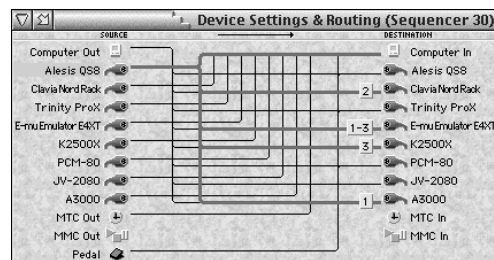 Device Settings & Routing (Sequencer 30)
SOURCE DESTINATION
Computer Out Computer In
Alesis QS8 Alesis QS8
Clavia Nord Rack 2 Clavia Nord Rack
Trinity ProX Trinity ProX
E-mu Emulator E4XT 1-3 E-mu Emulator E4XT
K2500X 3 K2500X
PCM-80 PCM-80
JV-2080 JV-2080
A3000 1 A3000
MTC Out MTC In
MMC Out MMC In
Pedal